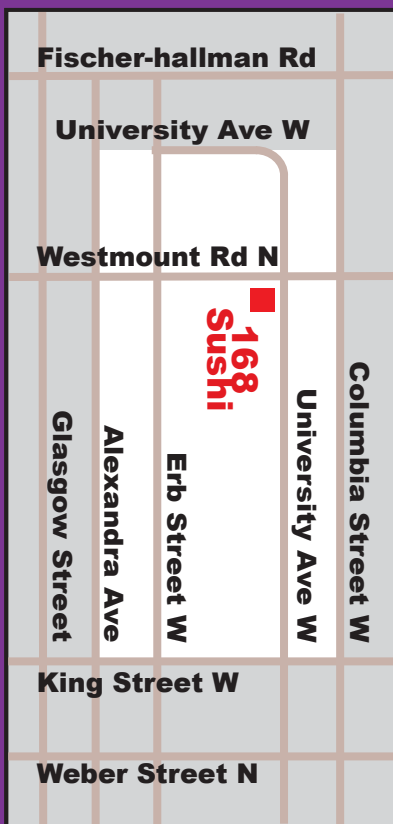 Fischer-hallman Rd
University Ave W
Westmount Rd N
168
Sushi
Glasgow Street
Alexandra Ave
Erb Street W
University Ave W
Columbia Street W
King Street W
Weber Street N